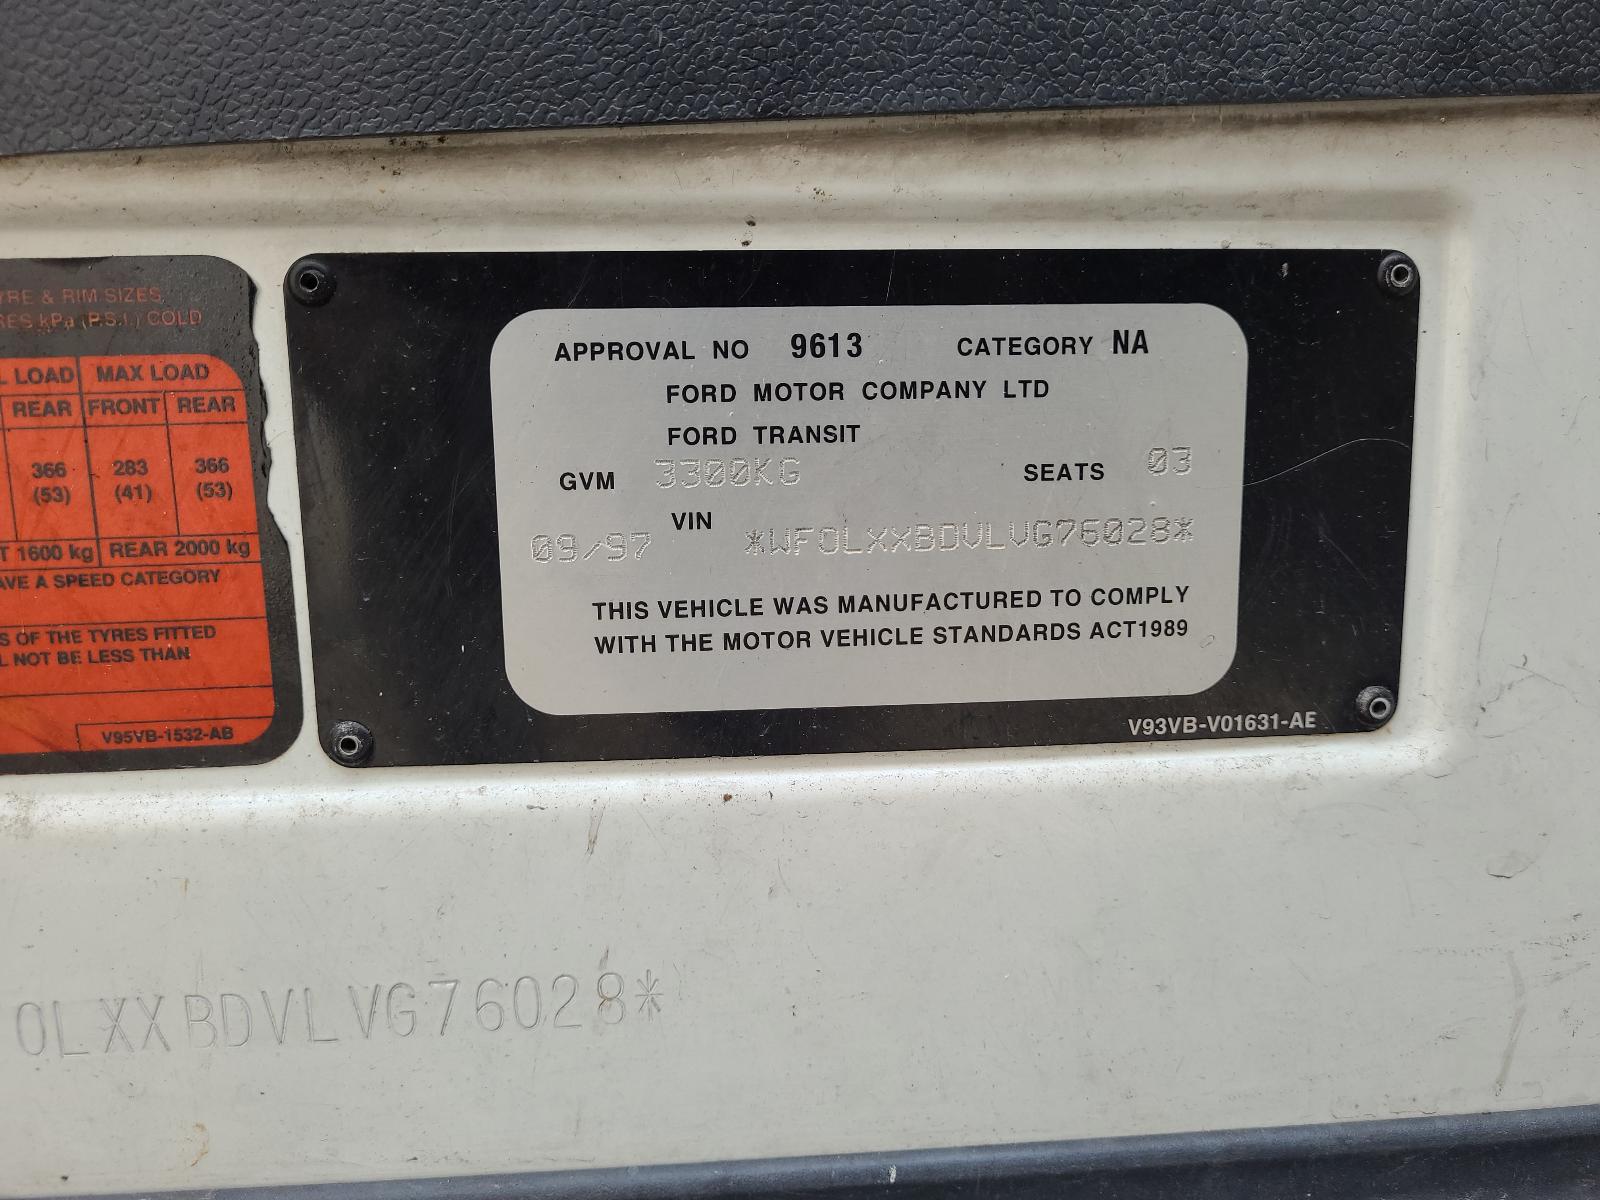 YRE & RIM SIZES
RES kPa (P.S.I.) COLD
L LOAD MAX LOAD
REAR FRONT REAR
366 283 366
(53) (41) (53)
T 1600 kg REAR 2000 kg
AVE A SPEED CATEGORY
S OF THE TYRES FITTED
L NOT BE LESS THAN
V95VB-1532-AB
APPROVAL NO 9613 CATEGORY NA
FORD MOTOR COMPANY LTD
FORD TRANSIT
GVM 3300KG SEATS 03
09/97 VIN *WF0LXXBDVLVG76028*
THIS VEHICLE WAS MANUFACTURED TO COMPLY
WITH THE MOTOR VEHICLE STANDARDS ACT1989
V93VB-V01631-AE
0LXXBDVLVG76028*